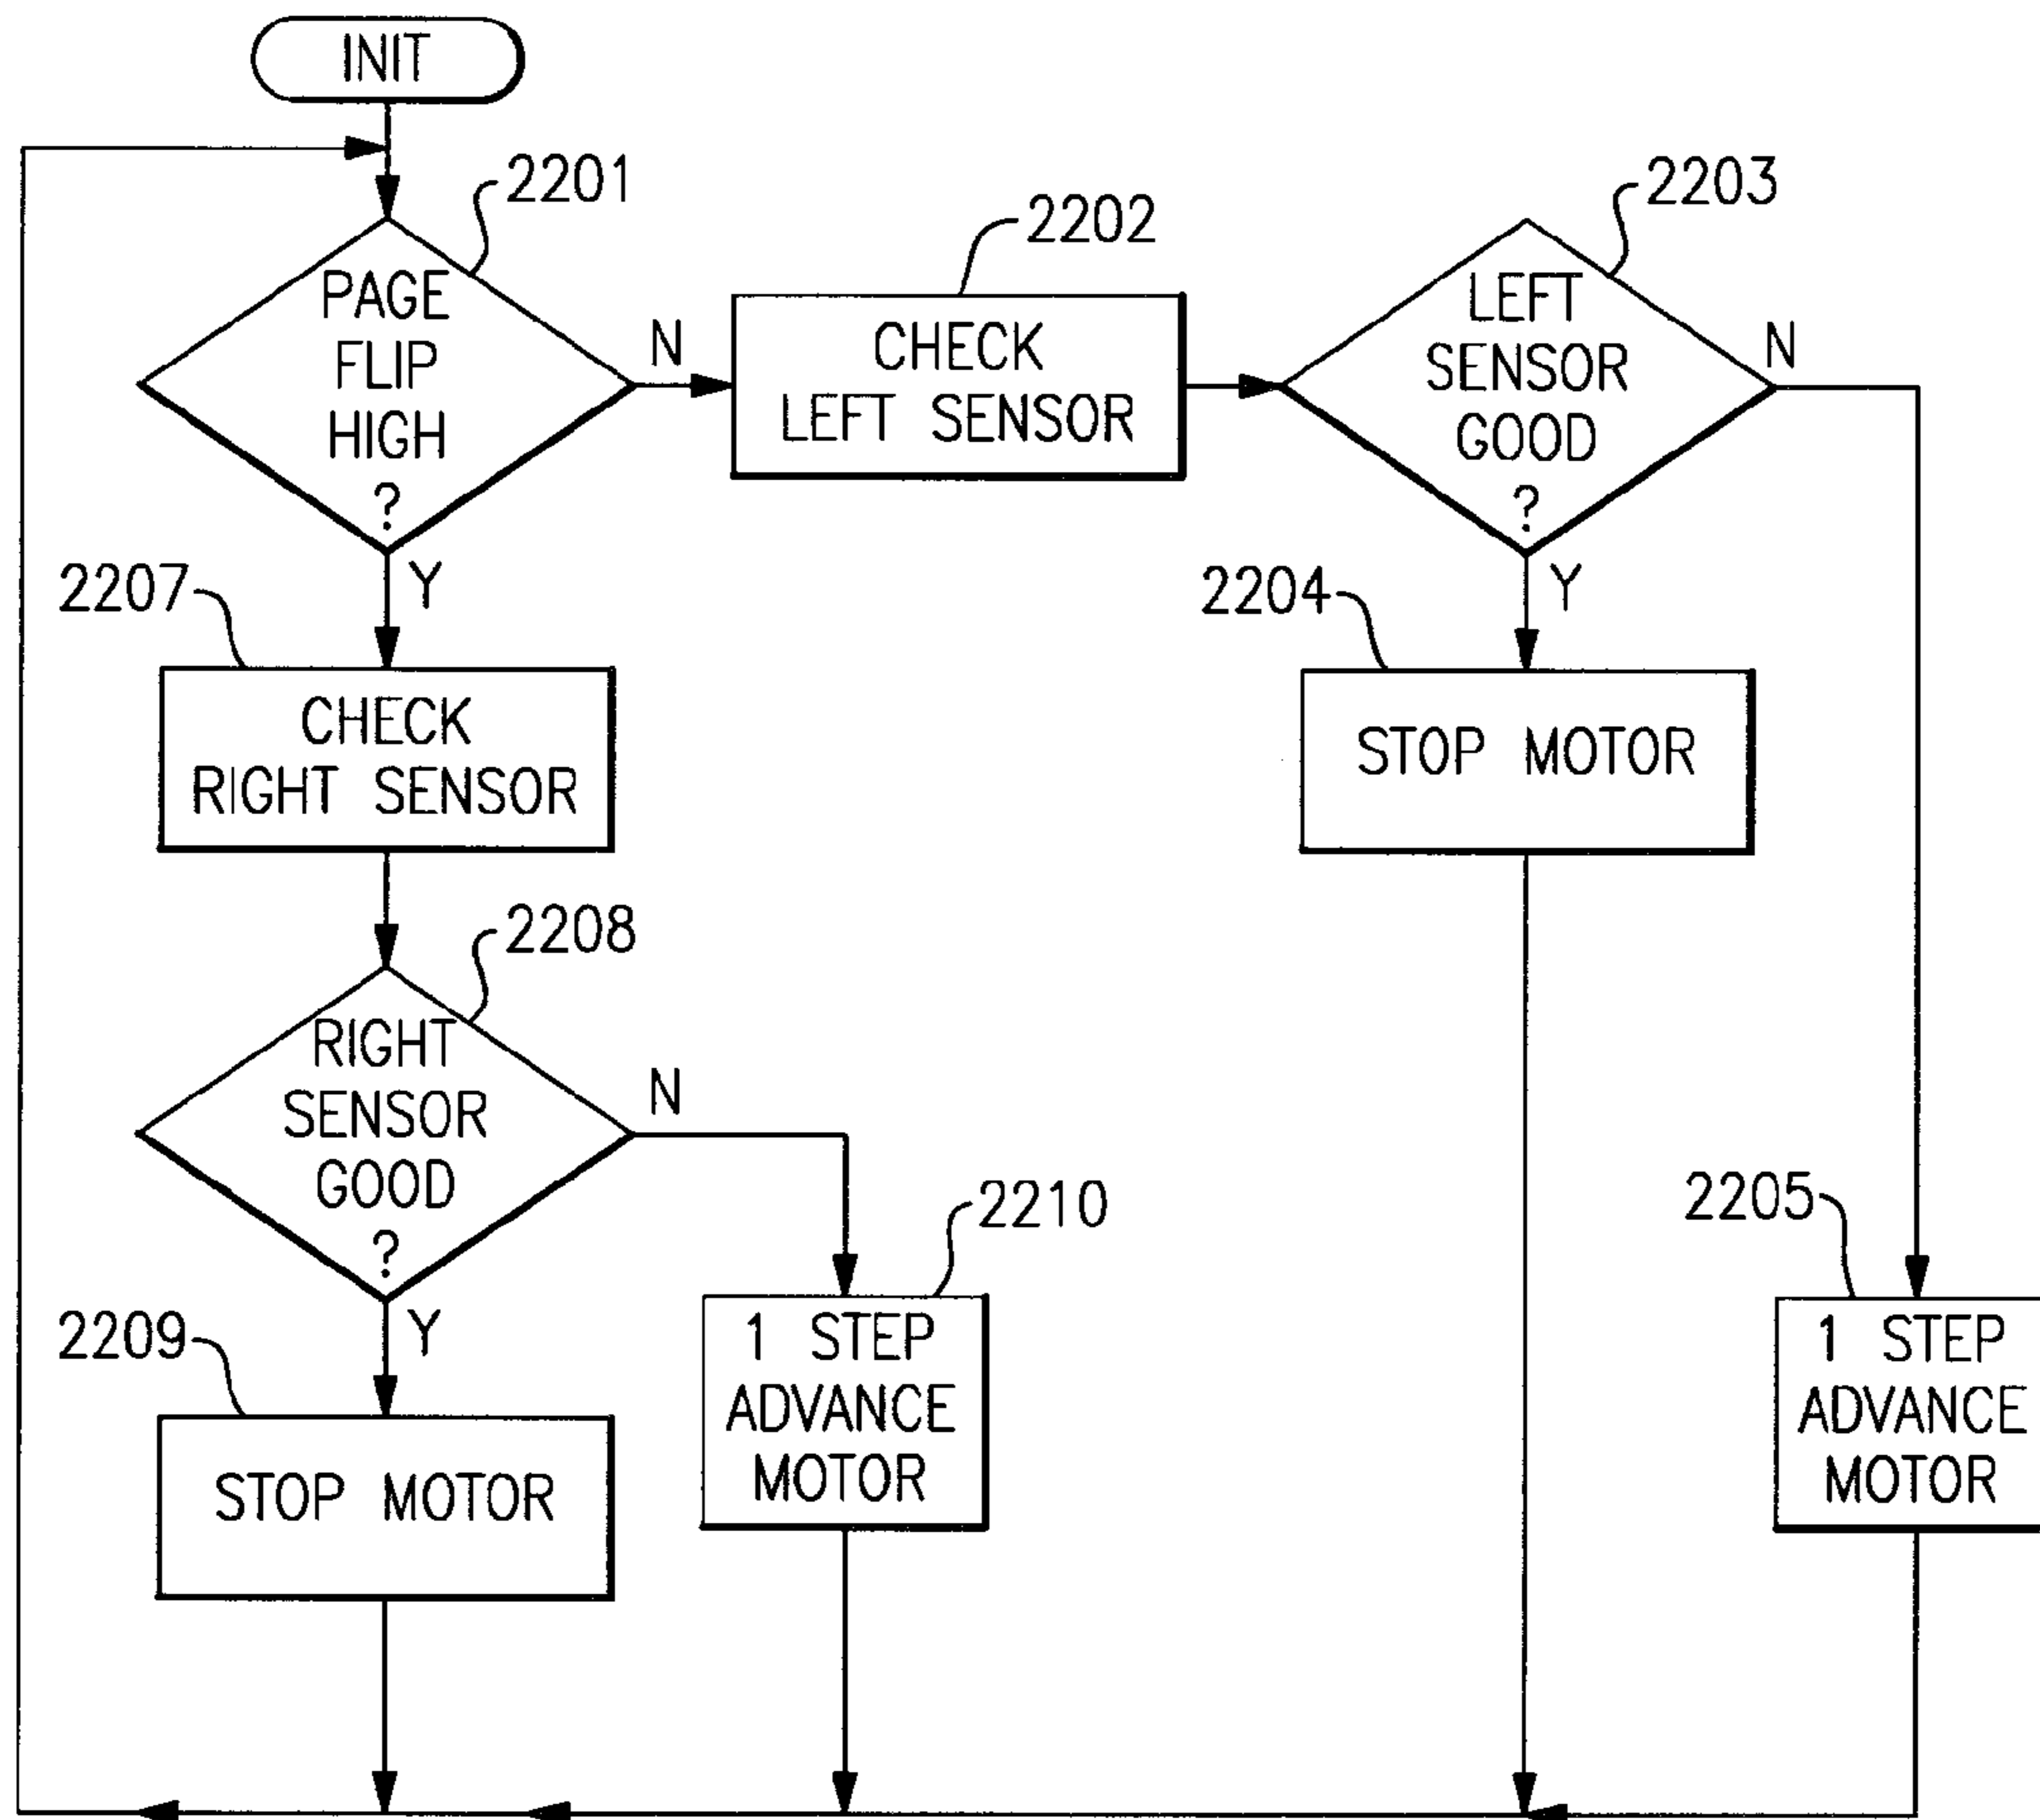 INIT
2201
PAGE
FLIP
HIGH
?
N
Y
2202
CHECK
LEFT SENSOR
2203
LEFT
SENSOR
GOOD
?
N
Y
2204
STOP MOTOR
2205
1 STEP
ADVANCE
MOTOR
2207
CHECK
RIGHT SENSOR
2208
RIGHT
SENSOR
GOOD
?
N
Y
2209
STOP MOTOR
2210
1 STEP
ADVANCE
MOTOR